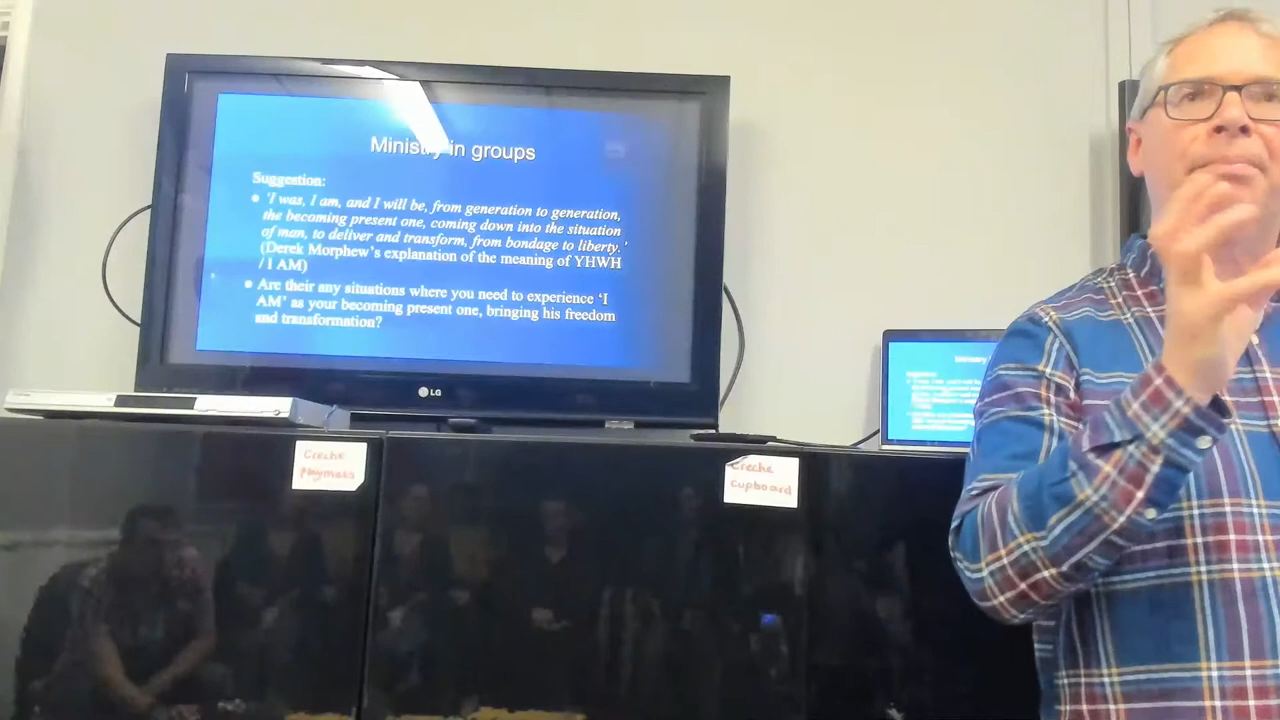 Ministry in groups
Suggestion:
• 'I was, I am, and I will be, from generation to generation,
the becoming present one, coming down into the situation
of man, to deliver and transform, from bondage to liberty.'
(Derek Morphew's explanation of the meaning of YHWH
/ I AM)
• Are their any situations where you need to experience 'I
AM' as your becoming present one, bringing his freedom
and transformation?
LG
Creche
playmats
Creche
cupboard